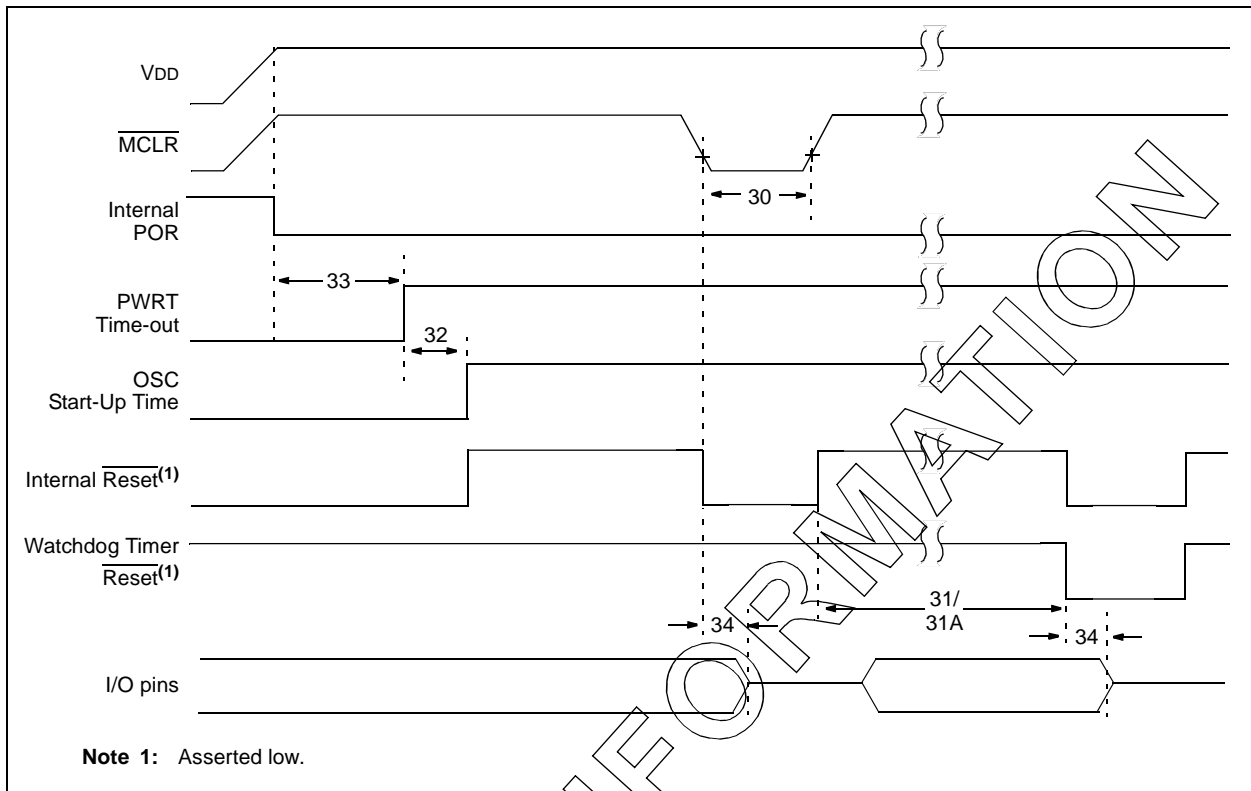 VDD
MCLR
Internal
POR
PWRT
Time-out
OSC
Start-Up Time
Internal Reset(1)
Watchdog Timer
Reset(1)
I/O pins
30
33
32
31/
31A
34
34
Note 1: Asserted low.
NFORMATION